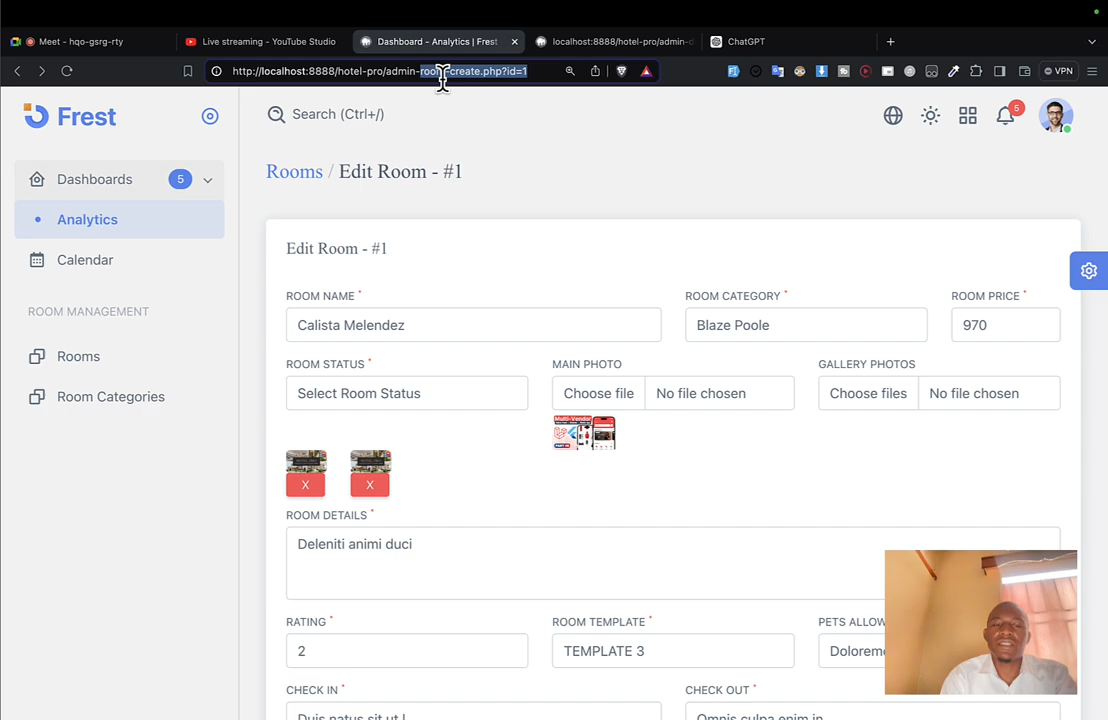 Meet - hqo-gsrg-rty
Live streaming - YouTube Studio
Dashboard - Analytics | Frest
localhost:8888/hotel-pro/admin-d
ChatGPT
http://localhost:8888/hotel-pro/admin-room-create.php?id=1
VPN
Frest
Search (Ctrl+/)
5
Dashboards
5
Analytics
Calendar
ROOM MANAGEMENT
Rooms
Room Categories
Rooms / Edit Room - #1
Edit Room - #1
ROOM NAME *
ROOM CATEGORY *
ROOM PRICE *
Calista Melendez
Blaze Poole
970
ROOM STATUS *
MAIN PHOTO
GALLERY PHOTOS
Select Room Status
Choose file
No file chosen
Choose files
No file chosen
Multi-Vendor
X
X
ROOM DETAILS *
Deleniti animi duci
RATING *
ROOM TEMPLATE *
PETS ALLOW
2
TEMPLATE 3
Dolorem
CHECK IN *
CHECK OUT *
Duis natus sit ut l
Omnis culpa enim in